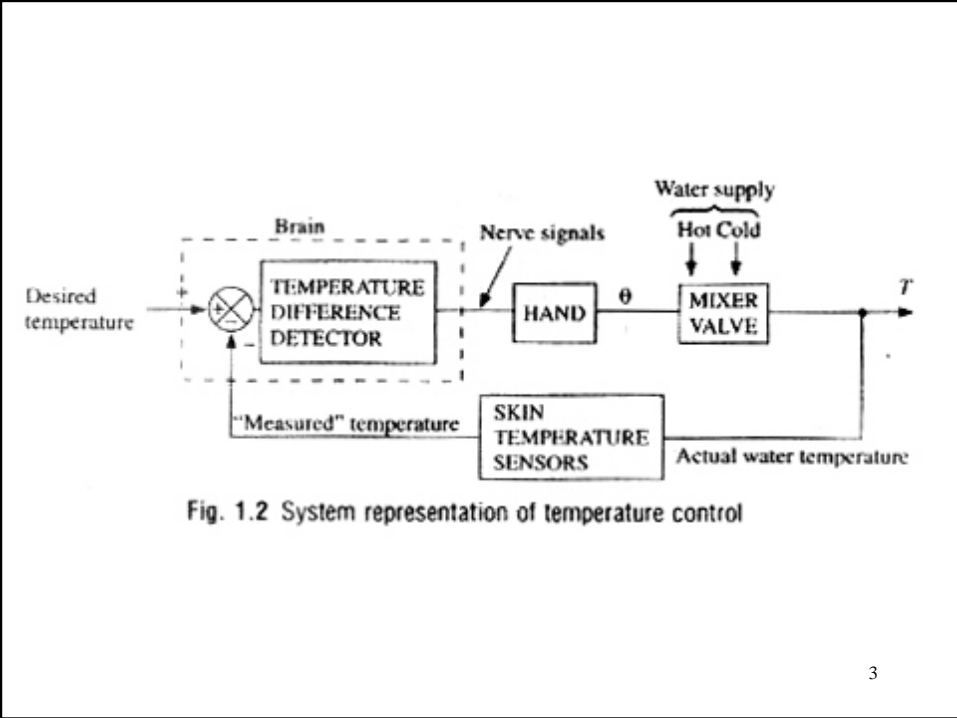 Water supply
Hot Cold
Brain
Nerve signals
Desired
temperature
+
+
−
−
TEMPERATURE
DIFFERENCE
DETECTOR
HAND
θ
MIXER
VALVE
T
"Measured" temperature
SKIN
TEMPERATURE
SENSORS
Actual water temperature
Fig. 1.2 System representation of temperature control
3